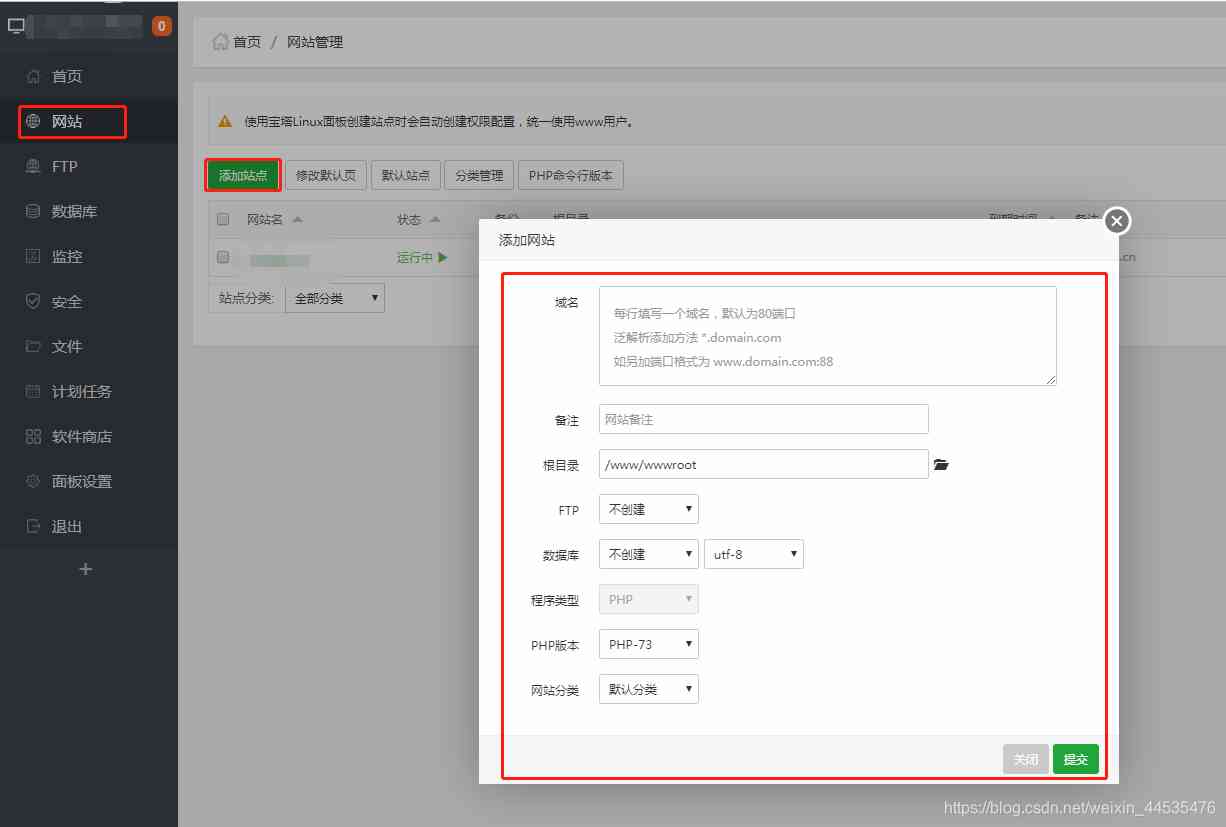 0
首页
网站
FTP
数据库
监控
安全
文件
计划任务
软件商店
面板设置
退出
首页 / 网站管理
使用宝塔Linux面板创建站点时会自动创建权限配置，统一使用www用户。
添加站点 修改默认页 默认站点 分类管理 PHP命令行版本
网站名 状态 备份 根目录 到期时间 备注
运行中 .cn
站点分类: 全部分类
添加网站
域名
每行填写一个域名，默认为80端口
泛解析添加方法 *.domain.com
如另加端口格式为 www.domain.com:88
备注 网站备注
根目录 /www/wwwroot
FTP 不创建
数据库 不创建 utf-8
程序类型 PHP
PHP版本 PHP-73
网站分类 默认分类
关闭 提交
https://blog.csdn.net/weixin_44535476